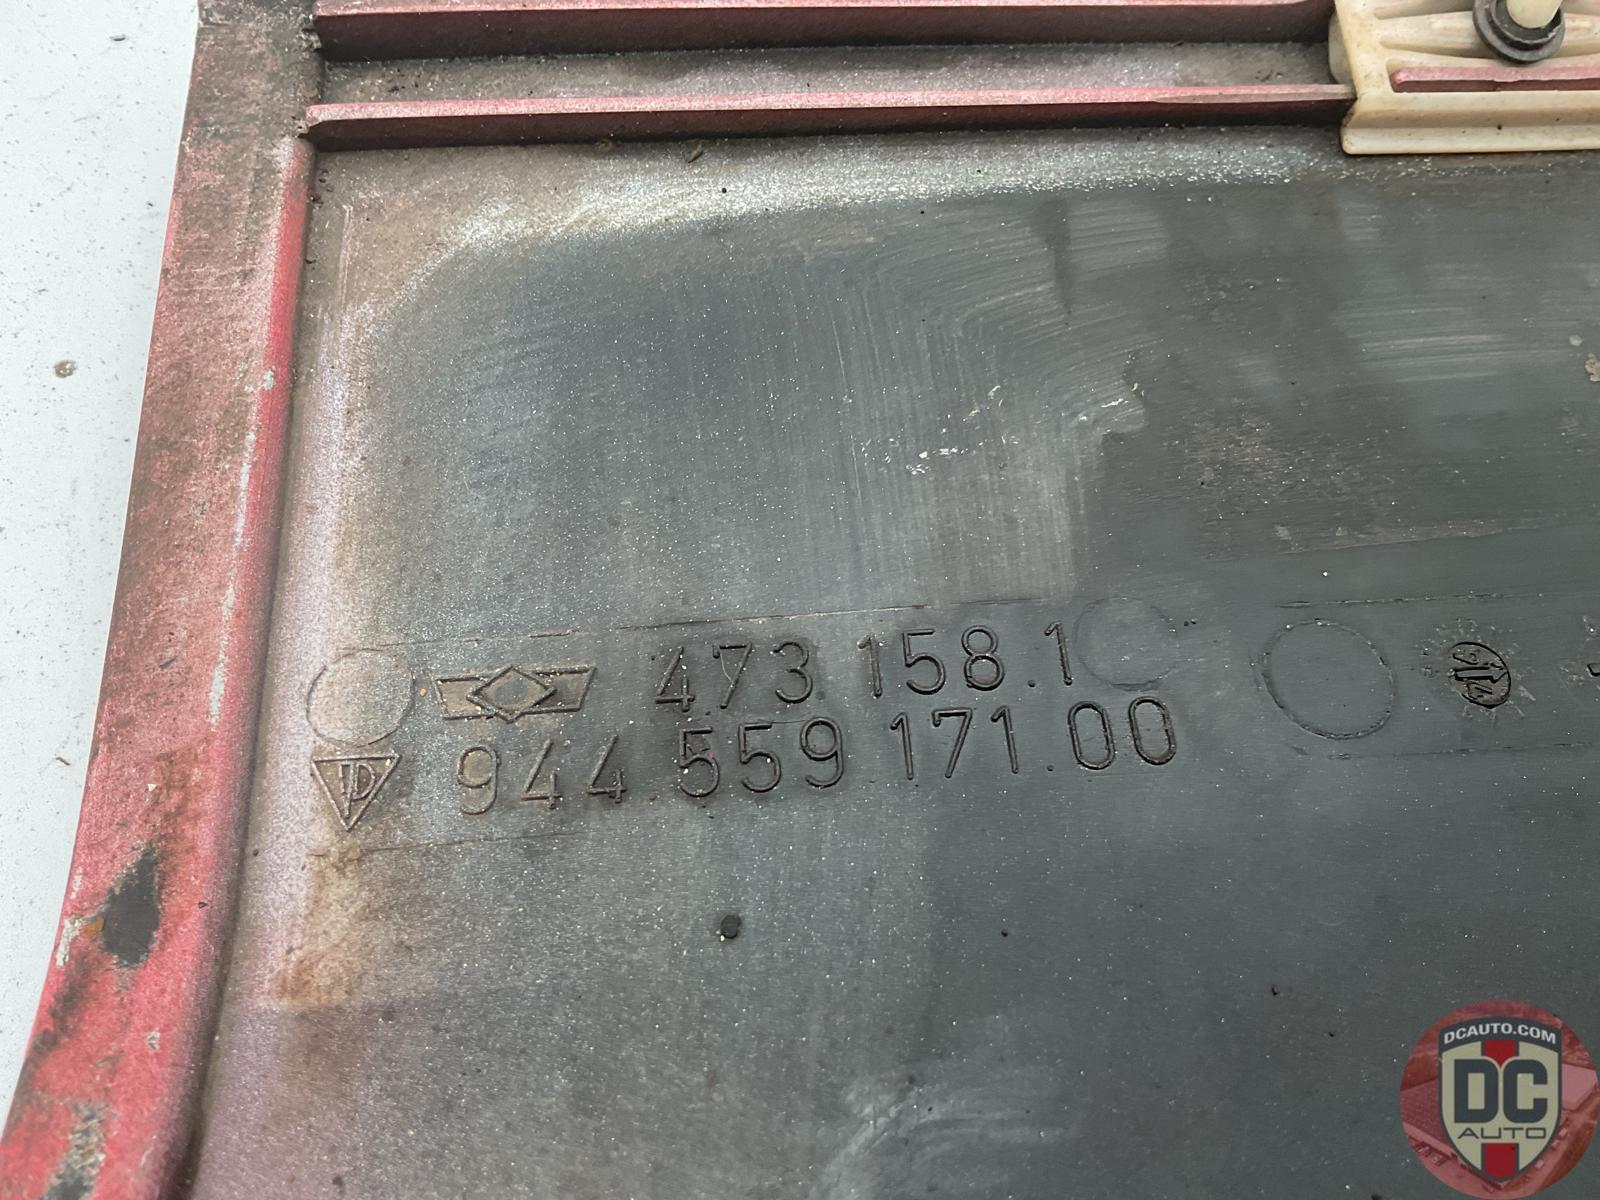 473.158.1
944.559.171.00
DCAUTO.COM
DC
AUTO